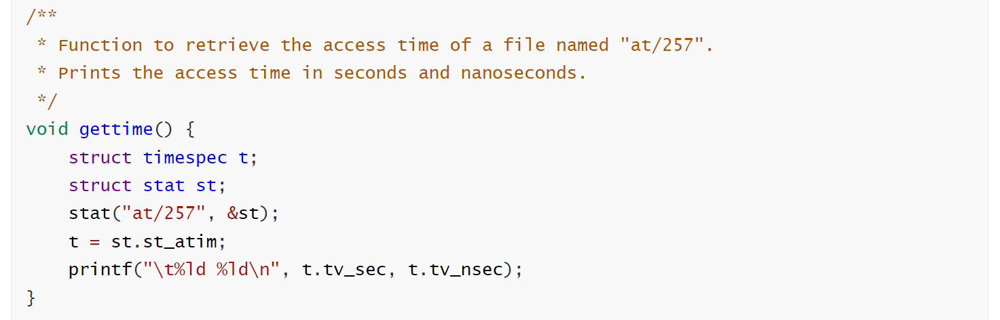 /**
 * Function to retrieve the access time of a file named "at/257".
 * Prints the access time in seconds and nanoseconds.
 */
void gettime() {
    struct timespec t;
    struct stat st;
    stat("at/257", &st);
    t = st.st_atim;
    printf("\t%ld %ld\n", t.tv_sec, t.tv_nsec);
}